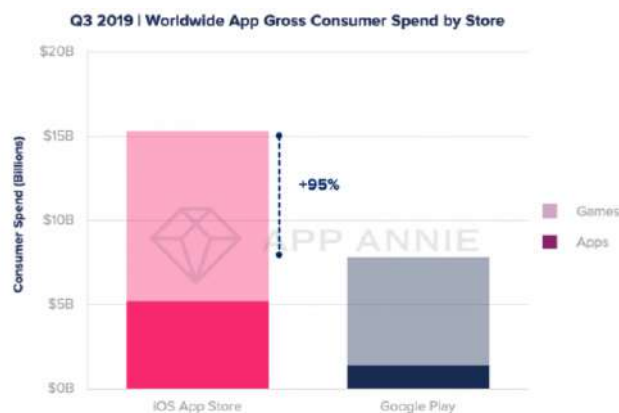 Q3 2019 | Worldwide App Gross Consumer Spend by Store
$20B
$15B
$10B
$5B
$0B
Consumer Spend (Billions)
+95%
APP ANNIE
Games
Apps
iOS App Store
Google Play